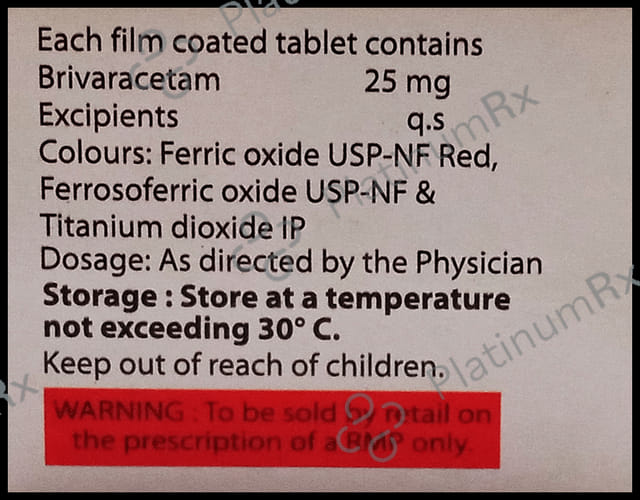 Each film coated tablet contains
Brivaracetam 25 mg
Excipients q.s
Colours: Ferric oxide USP-NF Red,
Ferrosoferric oxide USP-NF &
Titanium dioxide IP
Dosage: As directed by the Physician
Storage : Store at a temperature
not exceeding 30° C.
Keep out of reach of children.
WARNING : To be sold by retail on
the prescription of a RMP only.
PlatinumRx
PlatinumRx